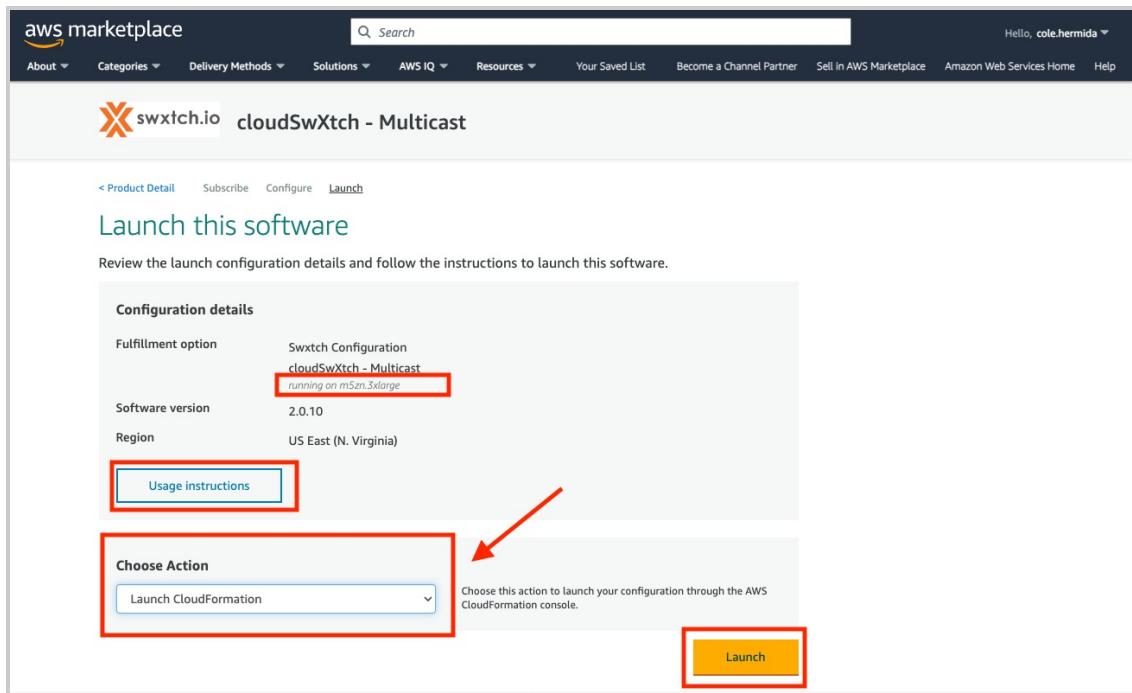 aws marketplace
Search
Hello, cole.hermida
About
Categories
Delivery Methods
Solutions
AWS IQ
Resources
Your Saved List
Become a Channel Partner
Sell in AWS Marketplace
Amazon Web Services Home
Help
swxtch.io
cloudSwXtch - Multicast
< Product Detail
Subscribe
Configure
Launch
Launch this software
Review the launch configuration details and follow the instructions to launch this software.
Configuration details
Fulfillment option
Swxtch Configuration
cloudSwXtch - Multicast
running on m5zn.3xlarge
Software version
2.0.10
Region
US East (N. Virginia)
Usage instructions
Choose Action
Launch CloudFormation
Choose this action to launch your configuration through the AWS
CloudFormation console.
Launch